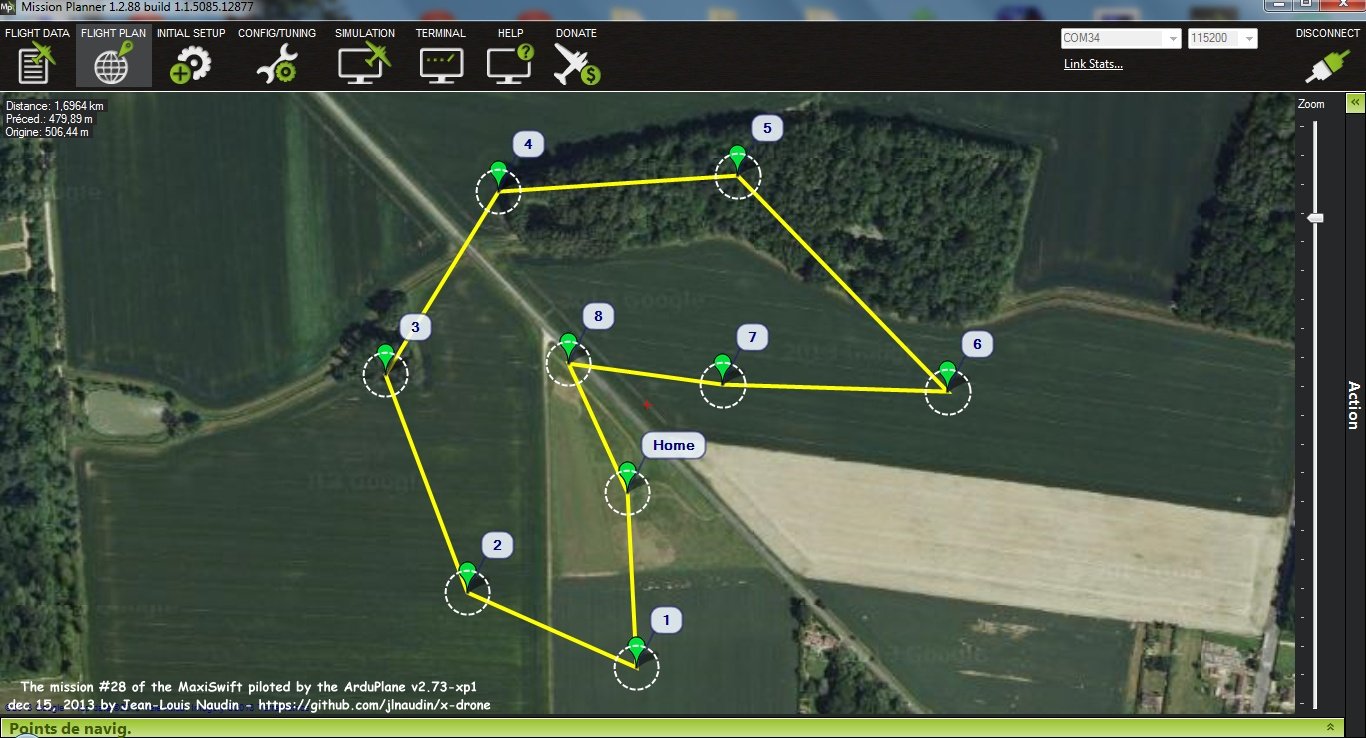 Mission Planner 1.2.88 build 1.1.5085.12877
FLIGHT DATA FLIGHT PLAN INITIAL SETUP CONFIG/TUNING SIMULATION TERMINAL HELP DONATE
COM34 115200 DISCONNECT
Link Stats...
Distance: 1,6964 km
Préced.: 479,89 m
Origine: 506,44 m
Zoom
4
5
3
8
7
6
Home
2
1
Action
The mission #28 of the MaxiSwift piloted by the ArduPlane v2.73-xp1
dec 15, 2013 by Jean-Louis Naudin - https://github.com/jlnaudin/x-drone
Points de navig.